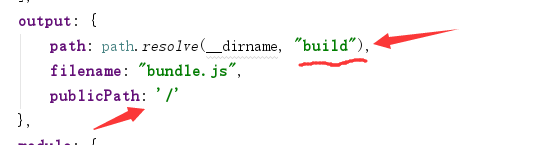 output: {
path: path.resolve(__dirname, "build"),
filename: "bundle.js",
publicPath: '/'
},
module: {